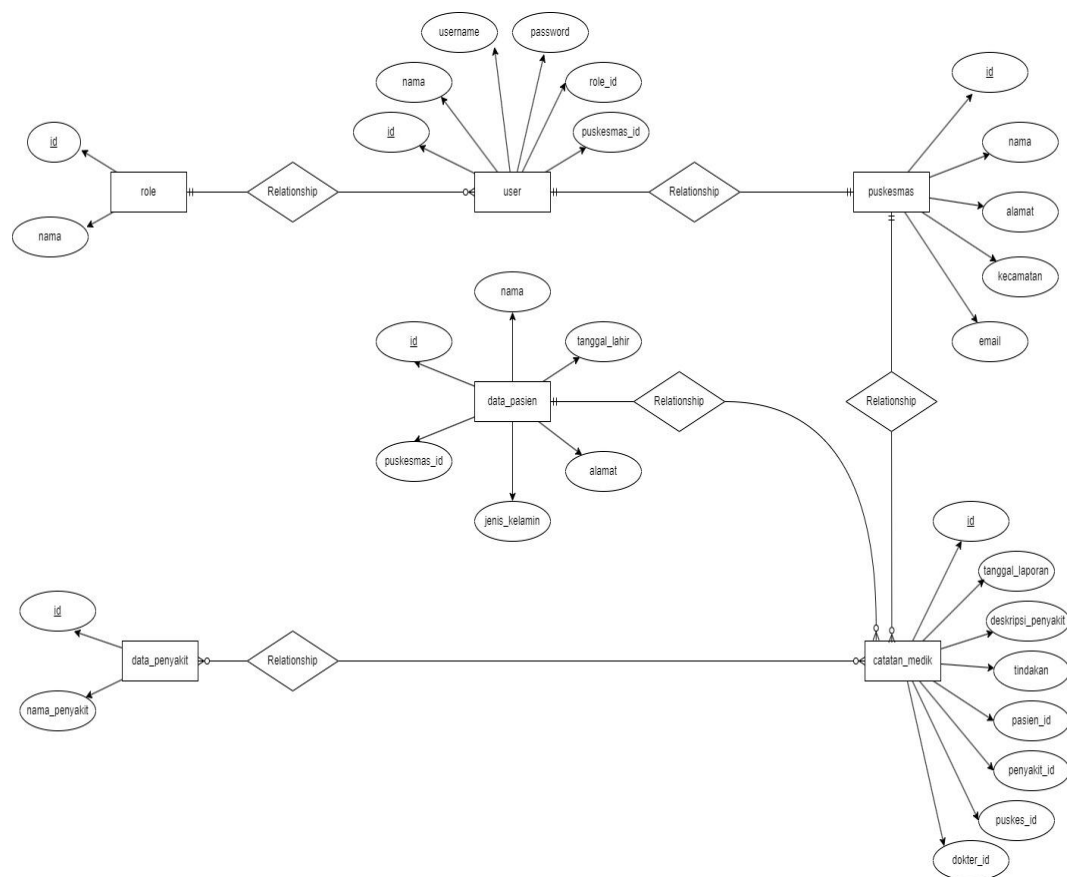 username
password
id
nama
role_id
id
id
puskesmas_id
nama
role
Relationship
user
Relationship
puskesmas
alamat
nama
kecamatan
nama
email
id
tanggal_lahir
data_pasien
Relationship
Relationship
puskesmas_id
alamat
jenis_kelamin
id
tanggal_laporan
id
deskripsi_penyakit
data_penyakit
Relationship
catatan_medik
tindakan
nama_penyakit
pasien_id
penyakit_id
puskes_id
dokter_id